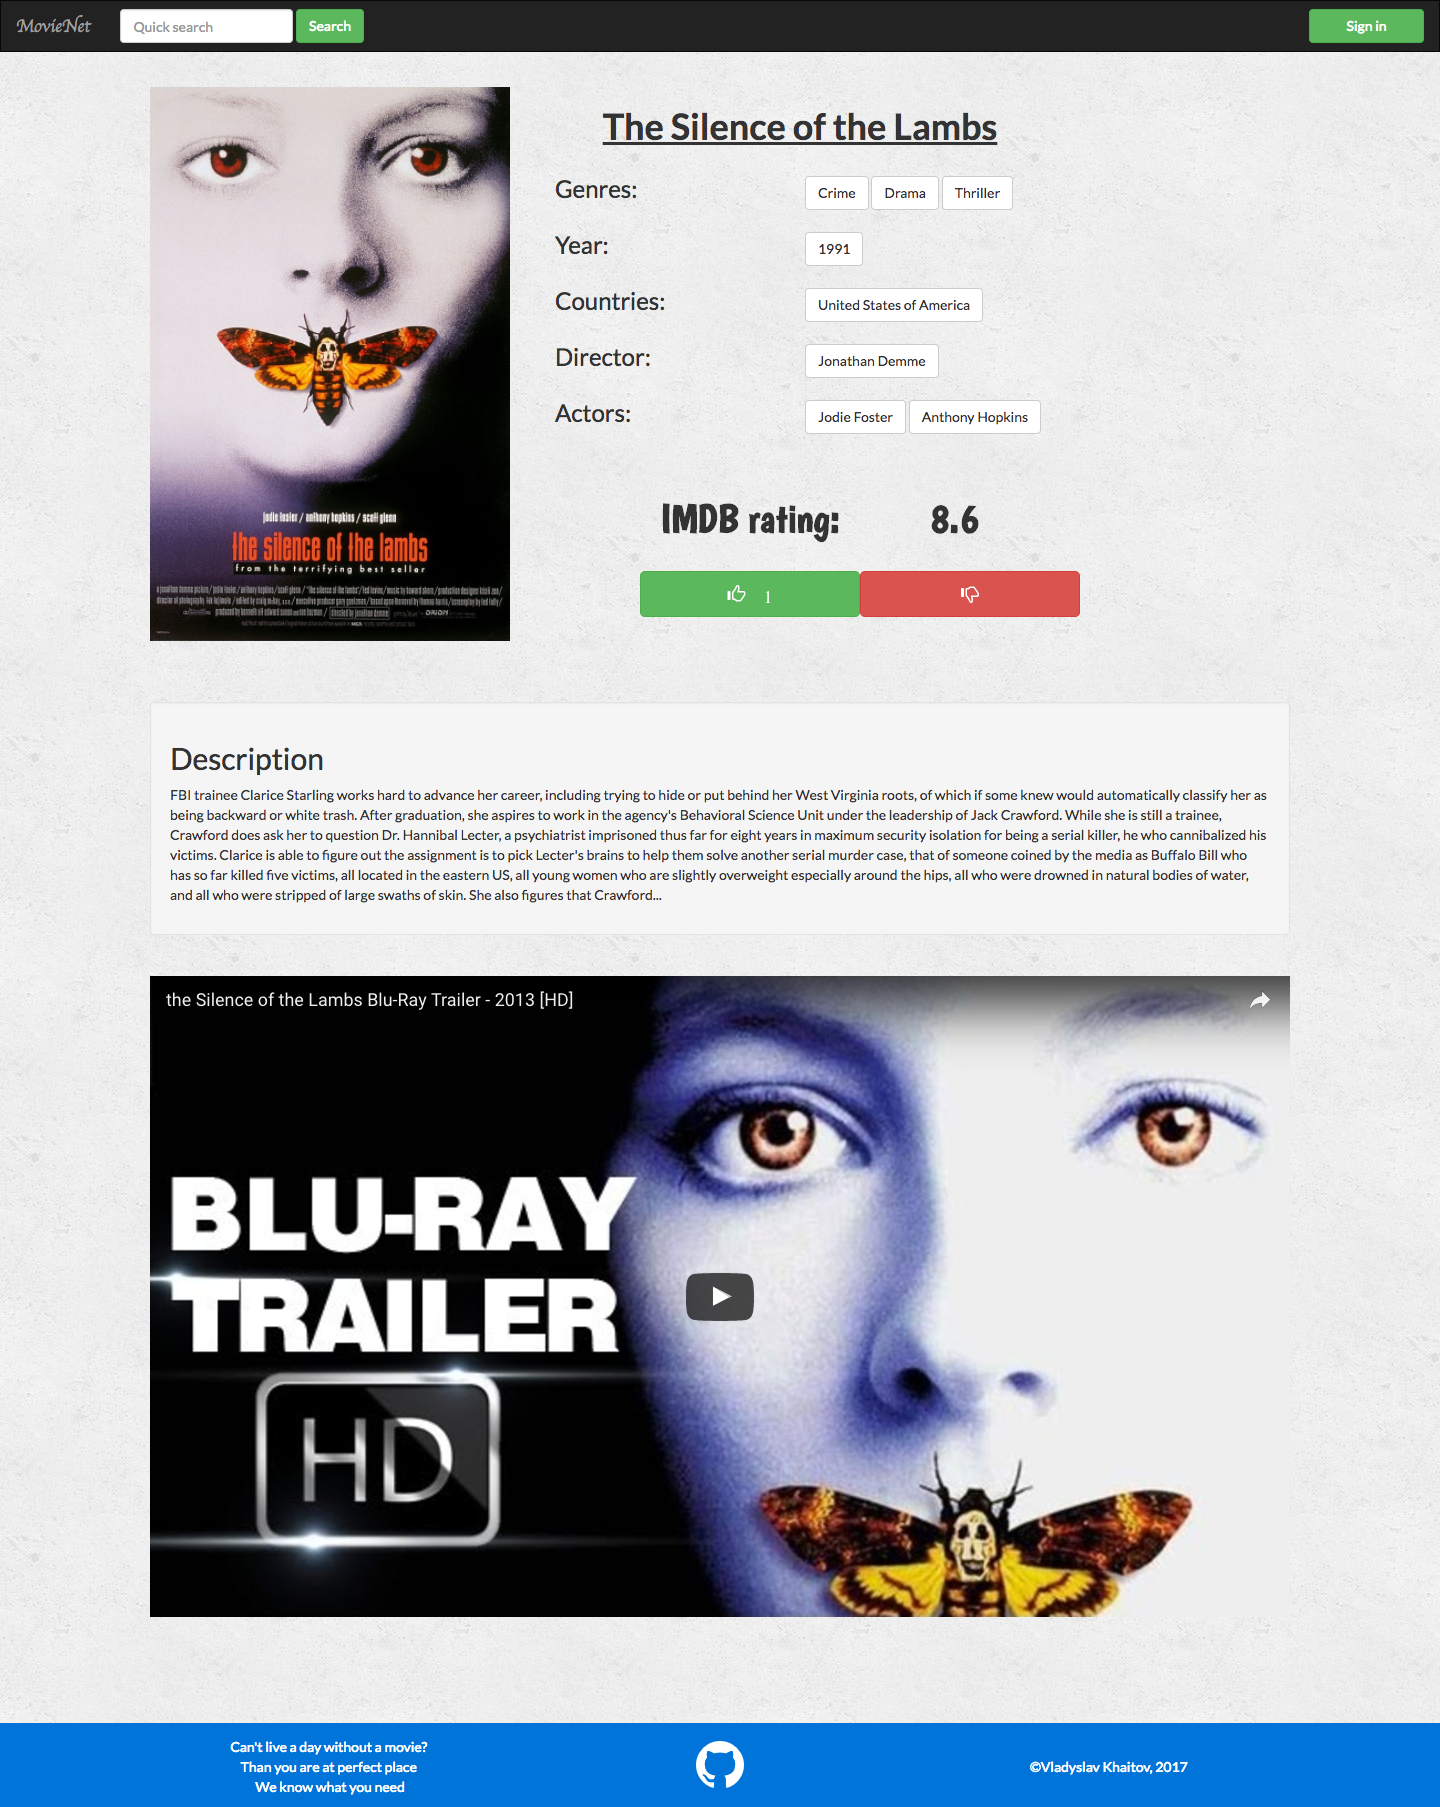 MovieNet
Quick search
Search
Sign in
The Silence of the Lambs
Genres:
Crime
Drama
Thriller
Year:
1991
Countries:
United States of America
Director:
Jonathan Demme
Actors:
Jodie Foster
Anthony Hopkins
IMDB rating:
8.6
1
jodie foster / anthony hopkins / scott glenn
the silence of the lambs
from the terrifying best seller
Description
FBI trainee Clarice Starling works hard to advance her career, including trying to hide or put behind her West Virginia roots, of which if some knew would automatically classify her as
being backward or white trash. After graduation, she aspires to work in the agency's Behavioral Science Unit under the leadership of Jack Crawford. While she is still a trainee,
Crawford does ask her to question Dr. Hannibal Lecter, a psychiatrist imprisoned thus far for eight years in maximum security isolation for being a serial killer, he who cannibalized his
victims. Clarice is able to figure out the assignment is to pick Lecter's brains to help them solve another serial murder case, that of someone coined by the media as Buffalo Bill who
has so far killed five victims, all located in the eastern US, all young women who are slightly overweight especially around the hips, all who were drowned in natural bodies of water,
and all who were stripped of large swaths of skin. She also figures that Crawford...
the Silence of the Lambs Blu-Ray Trailer - 2013 [HD]
BLU-RAY
TRAILER
HD
Can't live a day without a movie?
Than you are at perfect place
We know what you need
©Vladyslav Khaitov, 2017